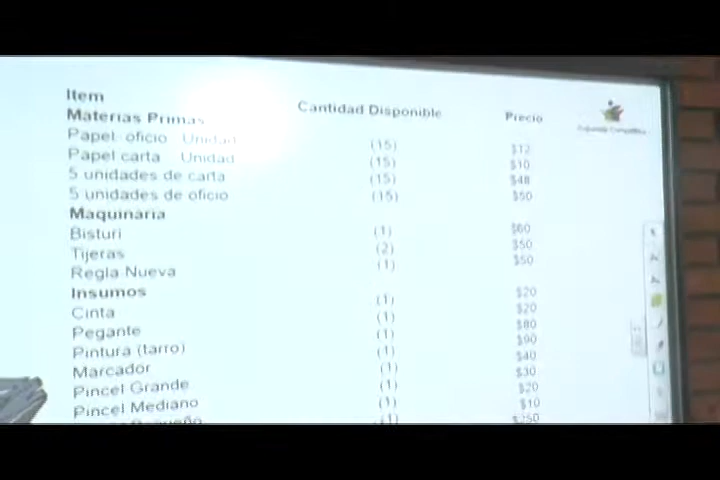 Item Cantidad Disponible Precio
Materias Primas
Papel oficio Unidad (15) $12
Papel carta Unidad (15) $10
5 unidades de carta (15) $48
5 unidades de oficio (15) $50
Maquinaria
Bisturi (1) $60
Tijeras (2) $50
Regla Nueva (1) $50
Insumos
Cinta (1) $20
Pegante (1) $20
Pintura (tarro) (1) $80
Marcador (1) $90
Pincel Grande (1) $40
Pincel Mediano (1) $30
(1) $20
(1) $10